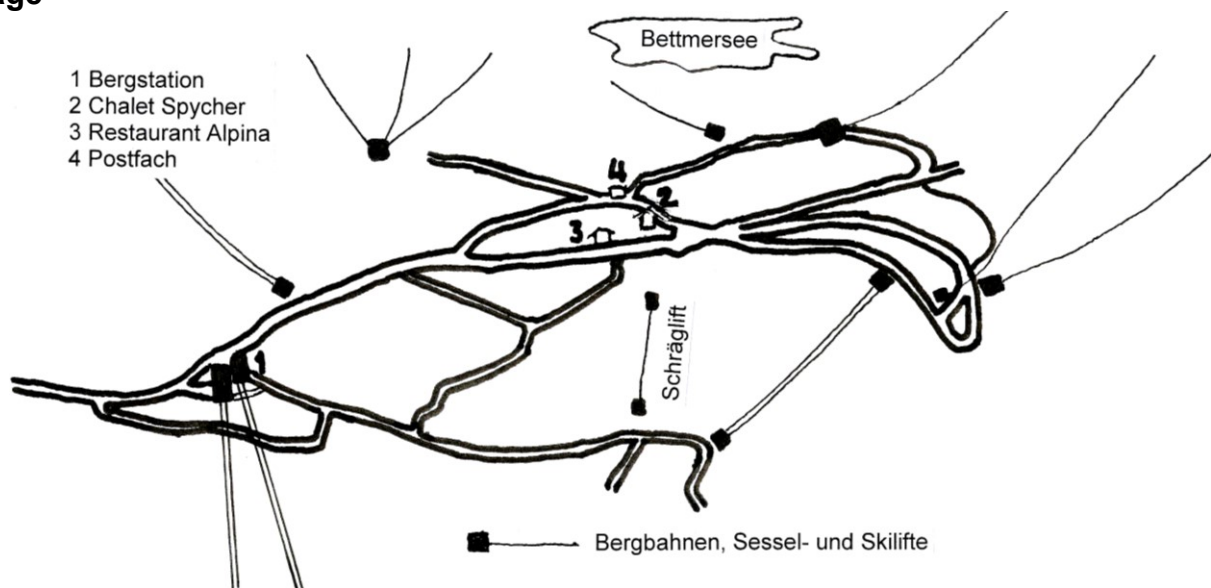 Bettmersee
1 Bergstation
2 Chalet Spycher
3 Restaurant Alpina
4 Postfach
4
2
3
1
Schräglift
Bergbahnen, Sessel- und Skilifte